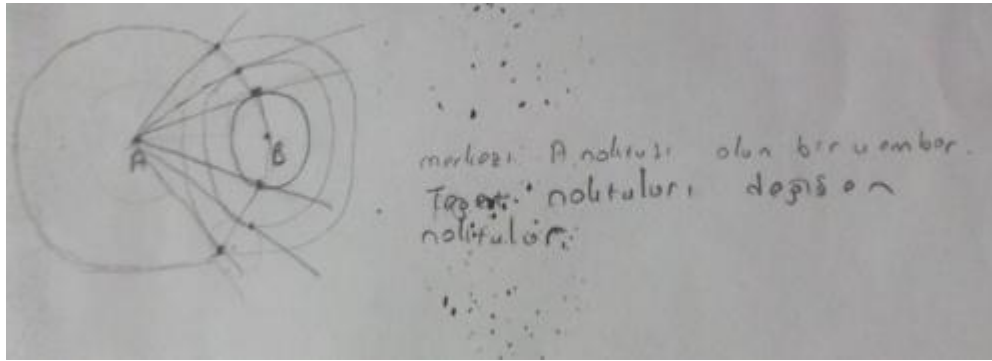 A
B
merkezi A noktası olan bir çember.
Teğet noktaları değişen
noktalar.